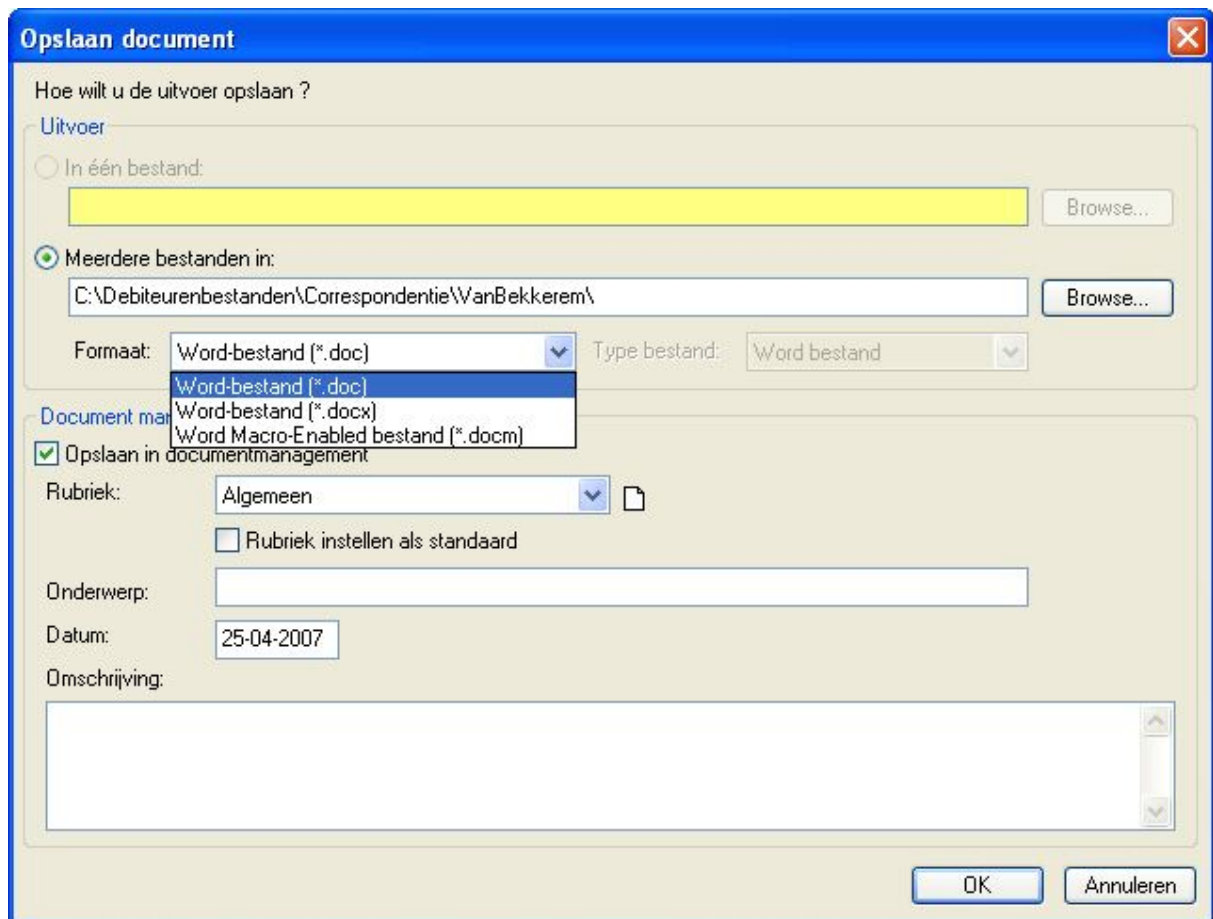 Opslaan document
Hoe wilt u de uitvoer opslaan ?
Uitvoer
In één bestand:
Browse...
Meerdere bestanden in:
C:\Debiteurenbestanden\Correspondentie\VanBekkerem\
Browse...
Formaat: Word-bestand (*.doc) Type bestand: Word bestand
Word-bestand (*.doc)
Word-bestand (*.docx)
Word Macro-Enabled bestand (*.docm)
Document
Opslaan in documentmanagement
Rubriek: Algemeen
Rubriek instellen als standaard
Onderwerp:
Datum: 25-04-2007
Omschrijving:
OK Annuleren